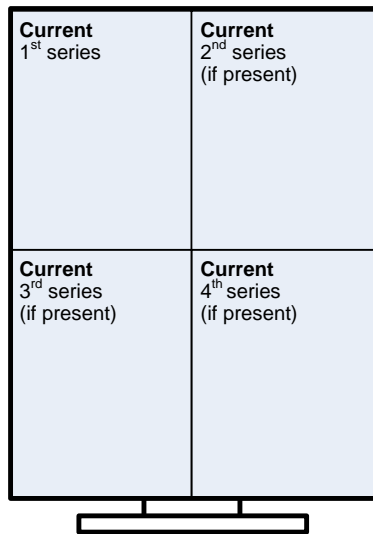 Current
1st series
Current
2nd series
(if present)
Current
3rd series
(if present)
Current
4th series
(if present)